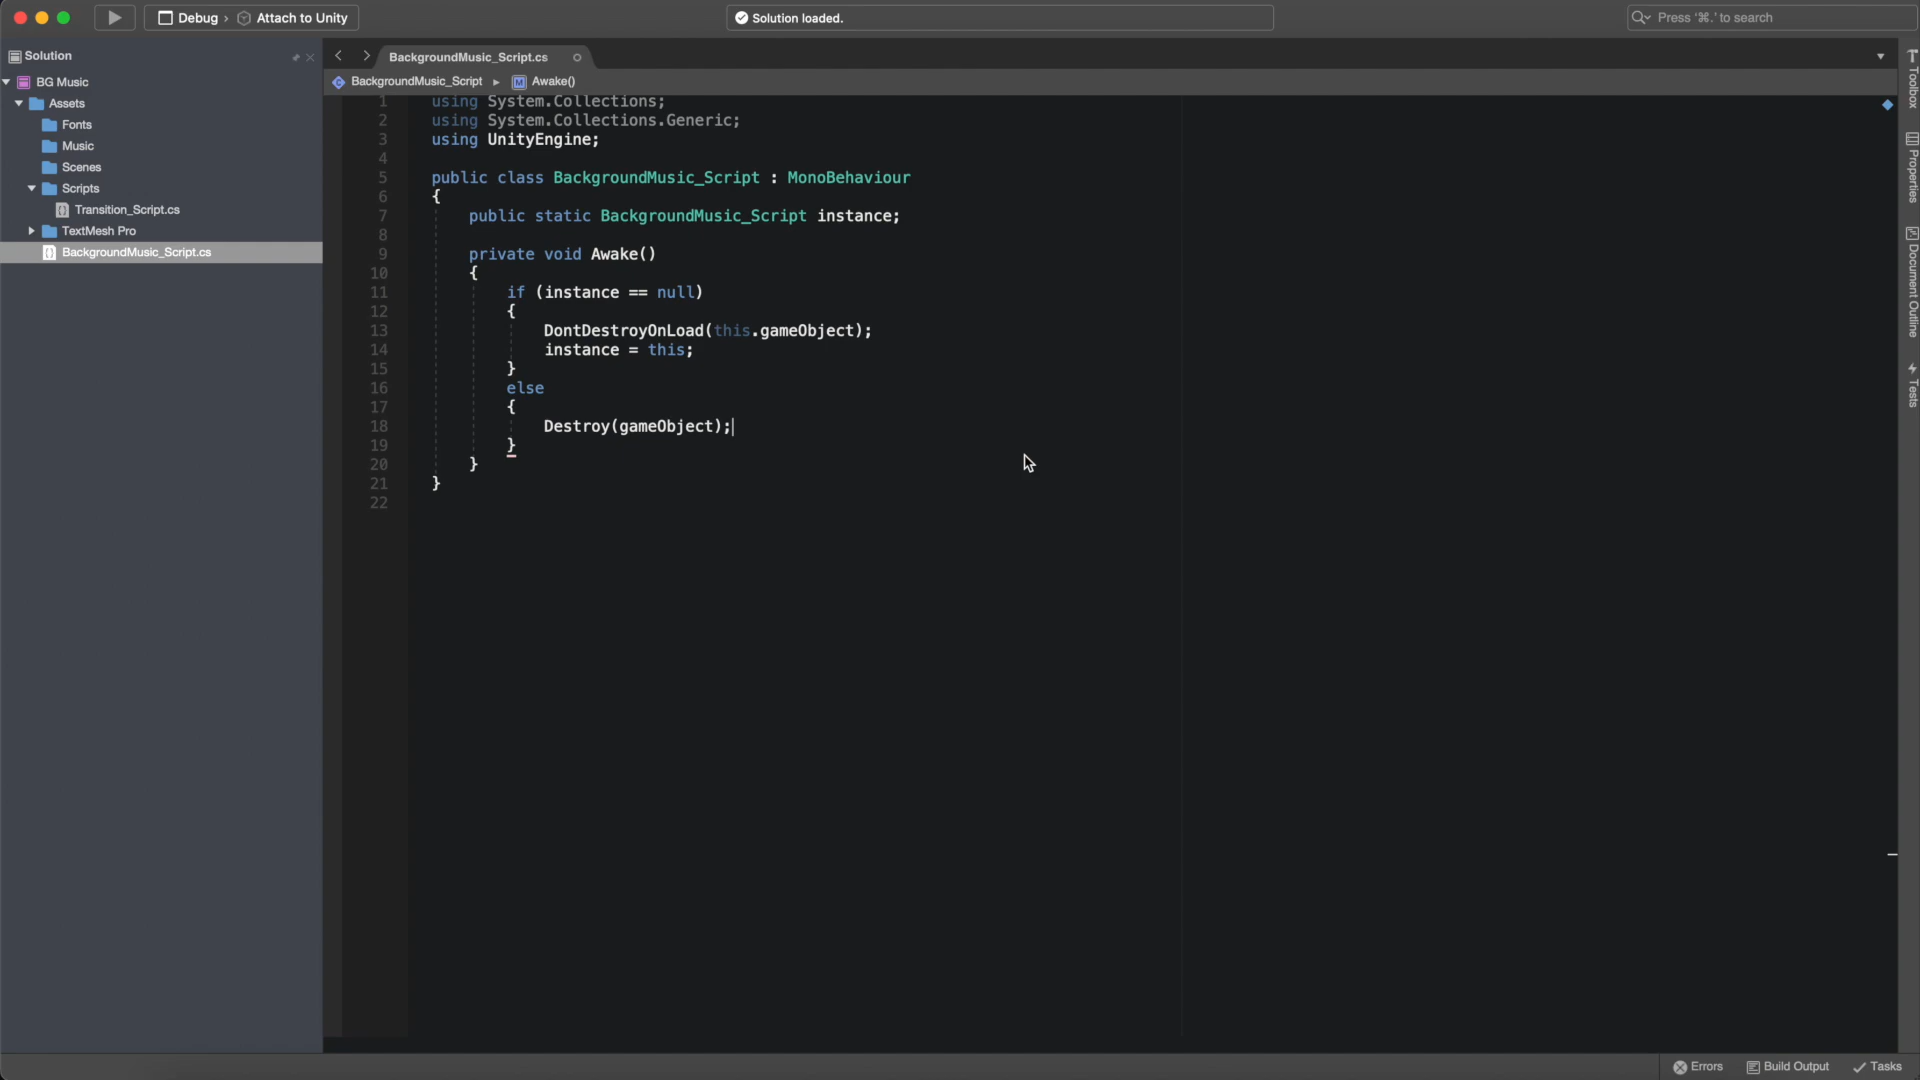 Debug › Attach to Unity
Solution loaded.
Press '⌘.' to search
Solution
BG Music
Assets
Fonts
Music
Scenes
Scripts
Transition_Script.cs
TextMesh Pro
BackgroundMusic_Script.cs
BackgroundMusic_Script.cs
BackgroundMusic_Script ▸ Awake()
1 using System.Collections;
2 using System.Collections.Generic;
3 using UnityEngine;
4
5 public class BackgroundMusic_Script : MonoBehaviour
6 {
7 public static BackgroundMusic_Script instance;
8
9 private void Awake()
10 {
11 if (instance == null)
12 {
13 DontDestroyOnLoad(this.gameObject);
14 instance = this;
15 }
16 else
17 {
18 Destroy(gameObject);
19 }
20 }
21 }
22
Toolbox
Properties
Document Outline
Tests
Errors
Build Output
Tasks